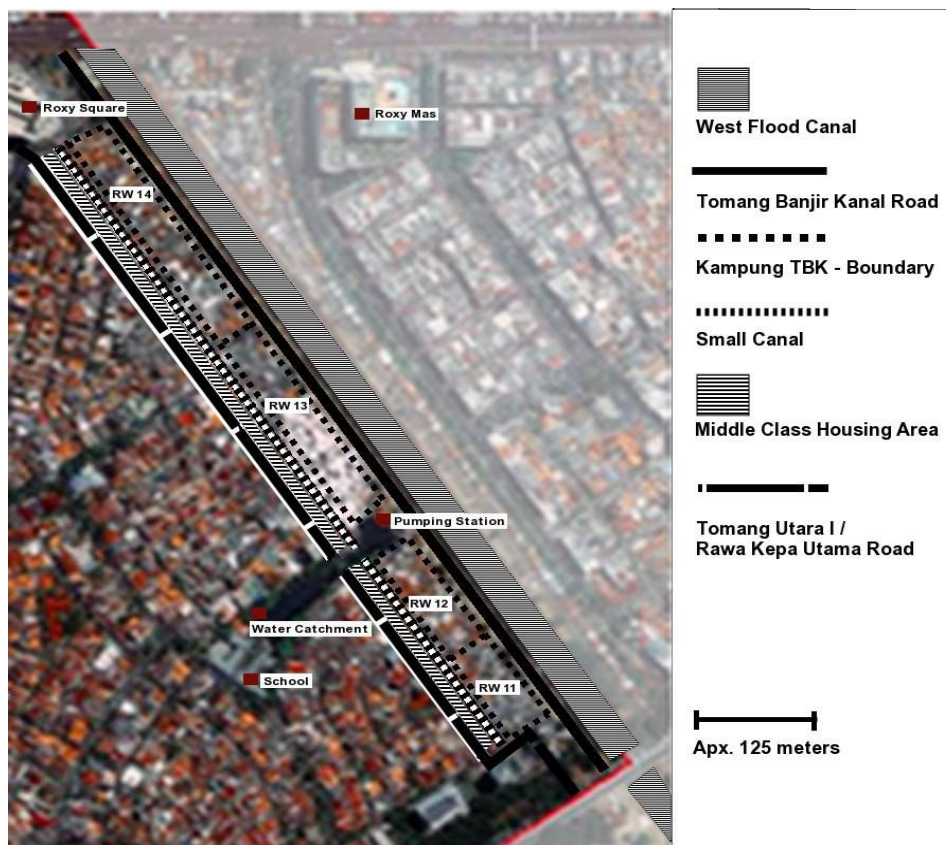 Roxy Square
Roxy Mas
RW 14
RW 13
Pumping Station
RW 12
Water Catchment
School
RW 11
West Flood Canal
Tomang Banjir Kanal Road
Kampung TBK - Boundary
Small Canal
Middle Class Housing Area
Tomang Utara I /
Rawa Kepa Utama Road
Apx. 125 meters